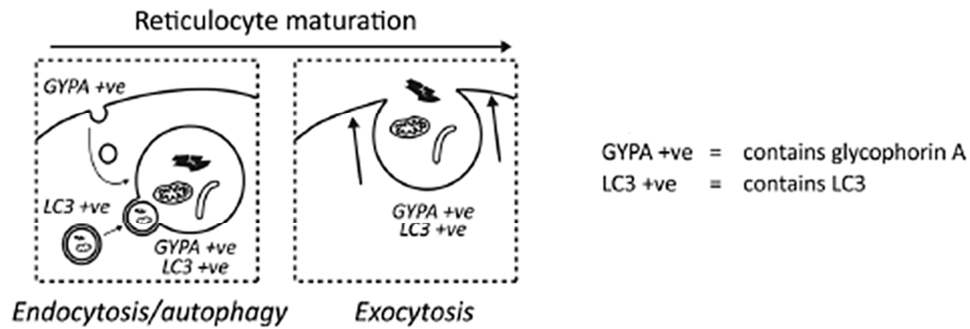 Reticulocyte maturation
GYPA +ve
LC3 +ve
GYPA +ve
LC3 +ve
GYPA +ve
LC3 +ve
Endocytosis/autophagy
Exocytosis
GYPA +ve = contains glycophorin A
LC3 +ve = contains LC3